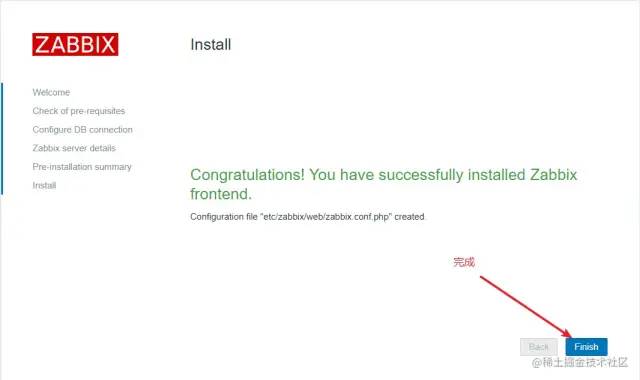 ZABBIX
Install
Welcome
Check of pre-requisites
Configure DB connection
Zabbix server details
Pre-installation summary
Install
Congratulations! You have successfully installed Zabbix
frontend.
Configuration file "etc/zabbix/web/zabbix.conf.php" created.
完成
Back
Finish
@稀土掘金技术社区